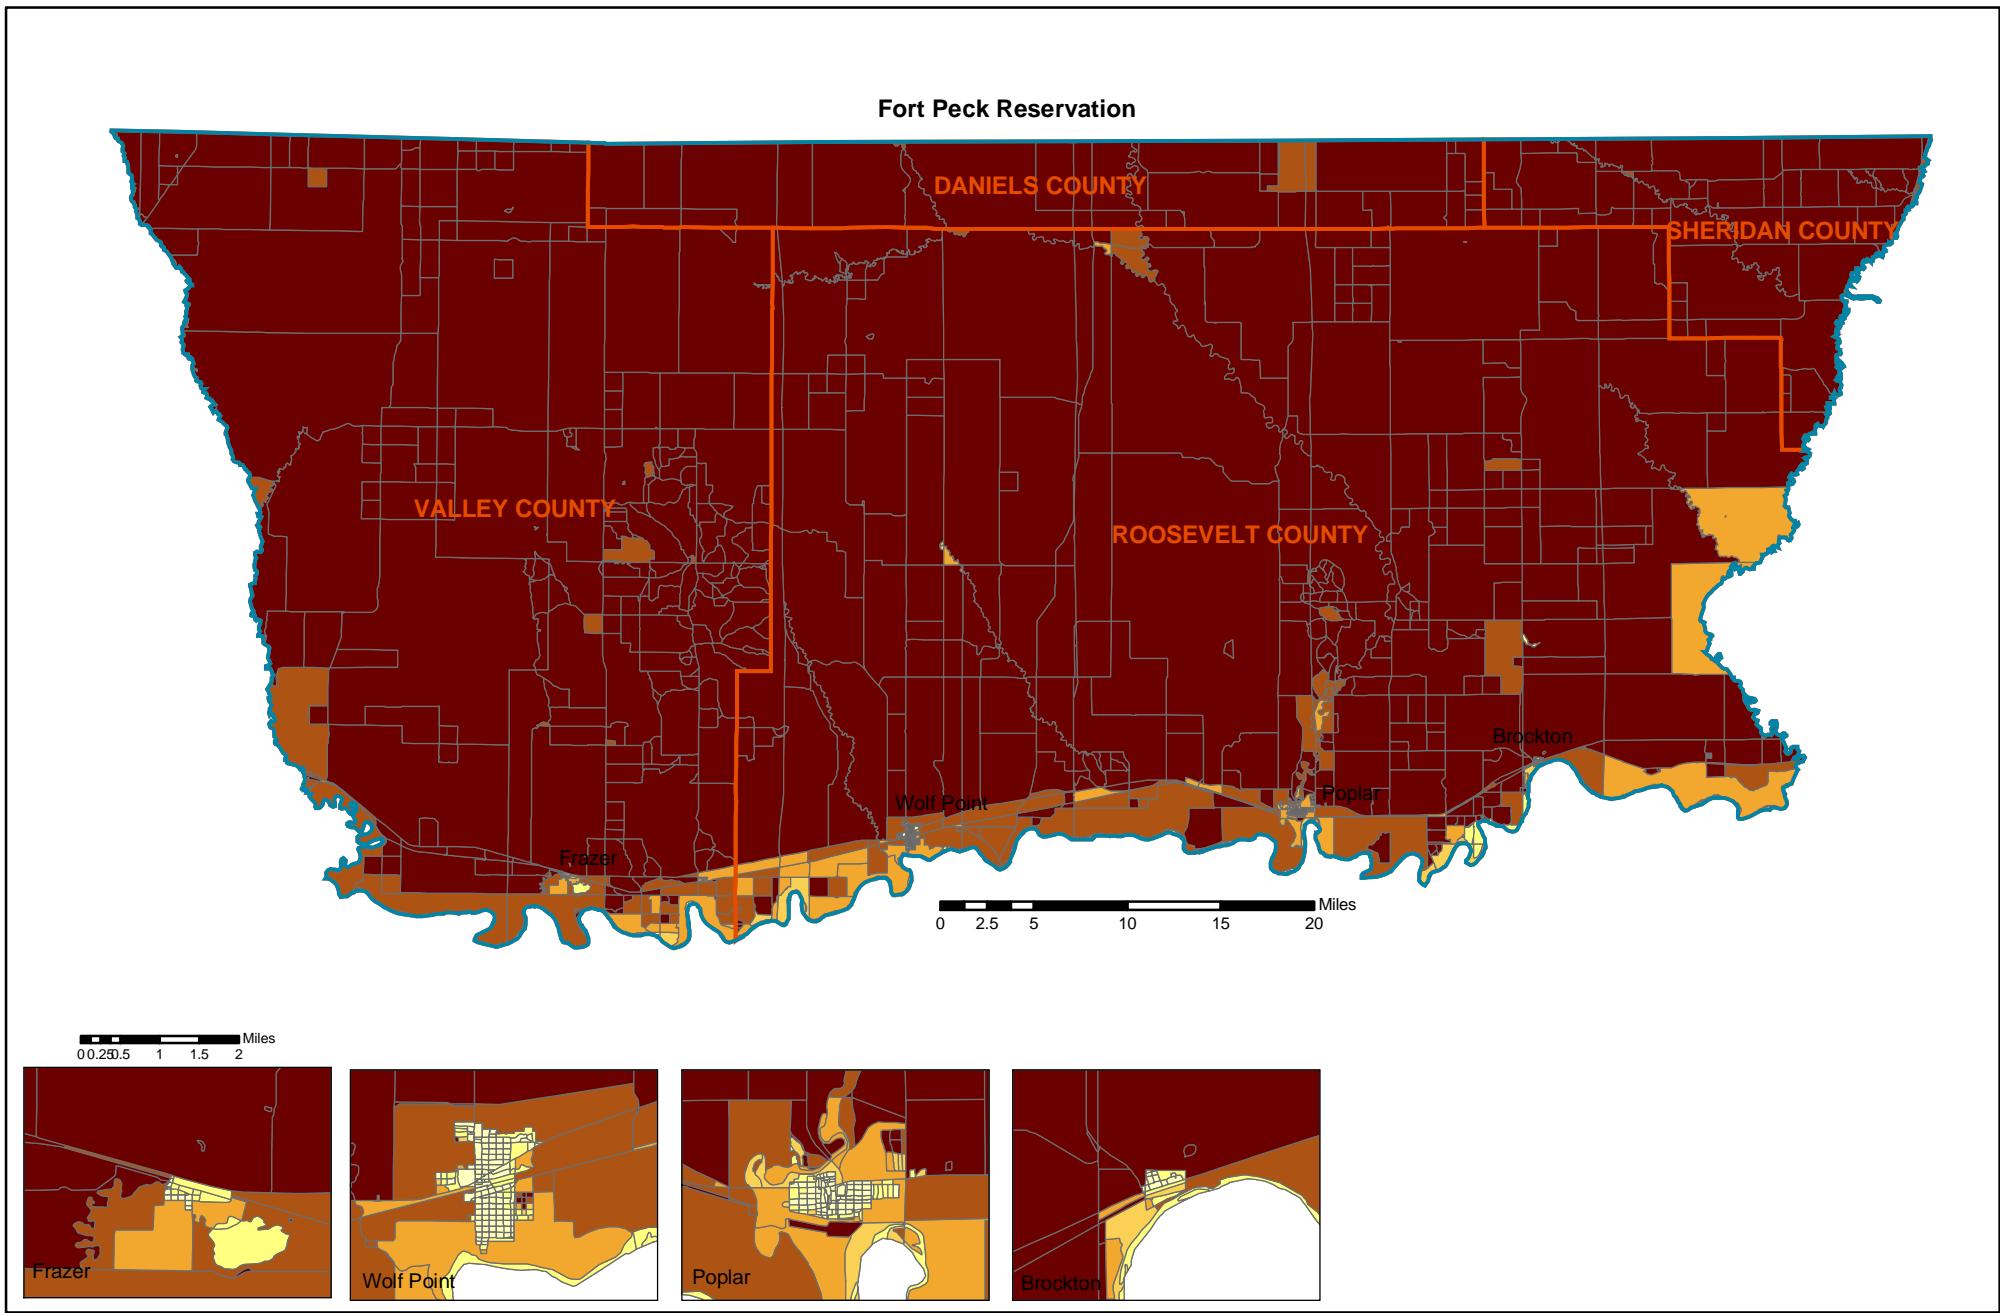 Fort Peck Reservation
DANIELS COUNTY
SHERIDAN COUNTY
VALLEY COUNTY
ROOSEVELT COUNTY
Brockton
Poplar
Wolf Point
Frazer
Miles
0 2.5 5 10 15 20
Miles
0 0.25 0.5 1 1.5 2
Frazer
Wolf Point
Poplar
Brockton